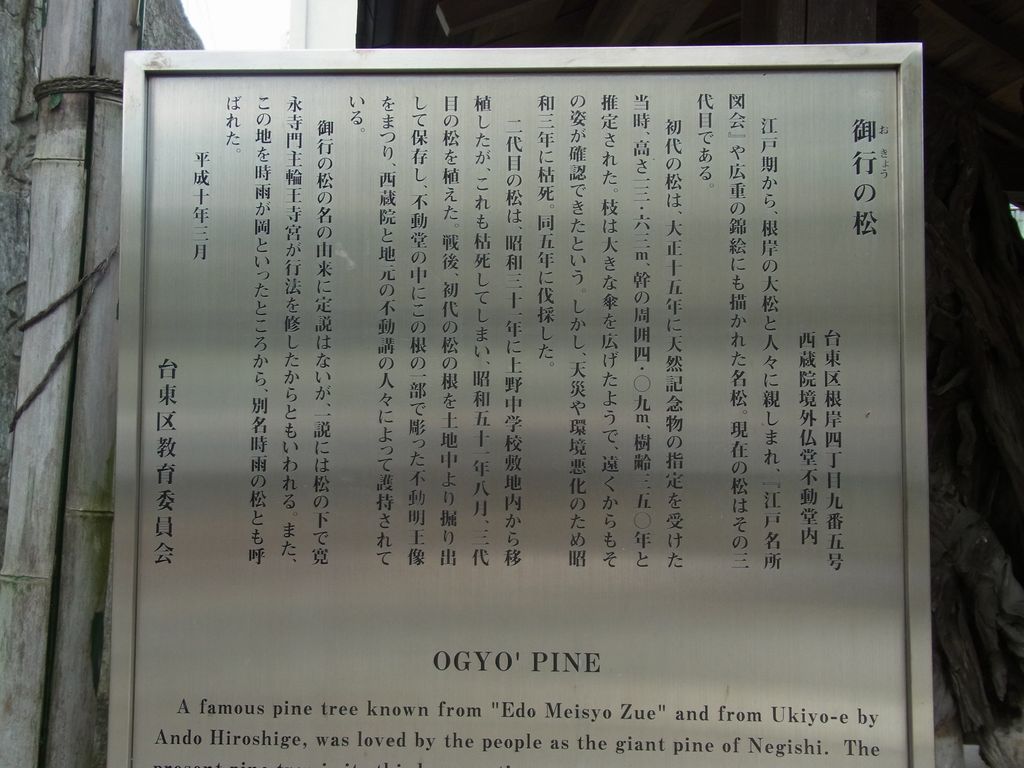 御行の松
おぎょう
台東区根岸四丁目九番五号
西蔵院境外仏堂不動堂内
江戸期から、根岸の大松と人々に親しまれ、『江戸名所
図会』や広重の錦絵にも描かれた名松。現在の松はその三
代目である。
初代の松は、大正十五年に天然記念物の指定を受けた
当時、高さ一三・六三m、幹の周囲四・〇九m、樹齢三五〇年と
推定された。枝は大きな傘を広げたようで、遠くからもそ
の姿が確認できたという。しかし、天災や環境悪化のため昭
和三年に枯死。同五年に伐採した。
二代目の松は、昭和三十一年に上野中学校敷地内から移
植したが、これも枯死してしまい、昭和五十一年八月、三代
目の松を植えた。戦後、初代の松の根を土地中より掘り出
して保存し、不動堂の中にこの根の一部で彫った不動明王像
をまつり、西蔵院と地元の不動講の人々によって護持されて
いる。
御行の松の名の由来に定説はないが、一説には松の下で寛
永寺門主輪王寺宮が行法を修したからともいわれる。また、
この地を時雨が岡といったところから、別名時雨の松とも呼
ばれた。
平成十年三月
台東区教育委員会
OGYO' PINE
A famous pine tree known from "Edo Meisyo Zue" and from Ukiyo-e by
Ando Hiroshige, was loved by the people as the giant pine of Negishi. The
present pine tree is its third